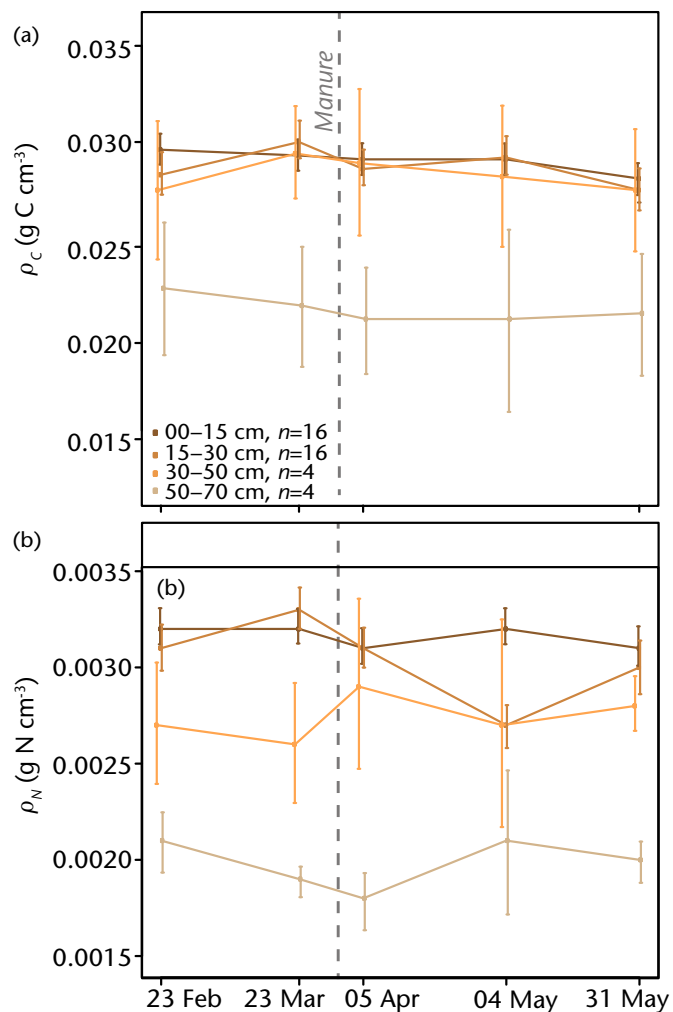 (a)
0.035
0.030
0.025
0.020
0.015
ρC (g C cm-3)
Manure
00–15 cm, n=16
15–30 cm, n=16
30–50 cm, n=4
50–70 cm, n=4
(b)
(b)
0.0035
0.0030
0.0025
0.0020
0.0015
ρN (g N cm-3)
23 Feb 23 Mar 05 Apr 04 May 31 May